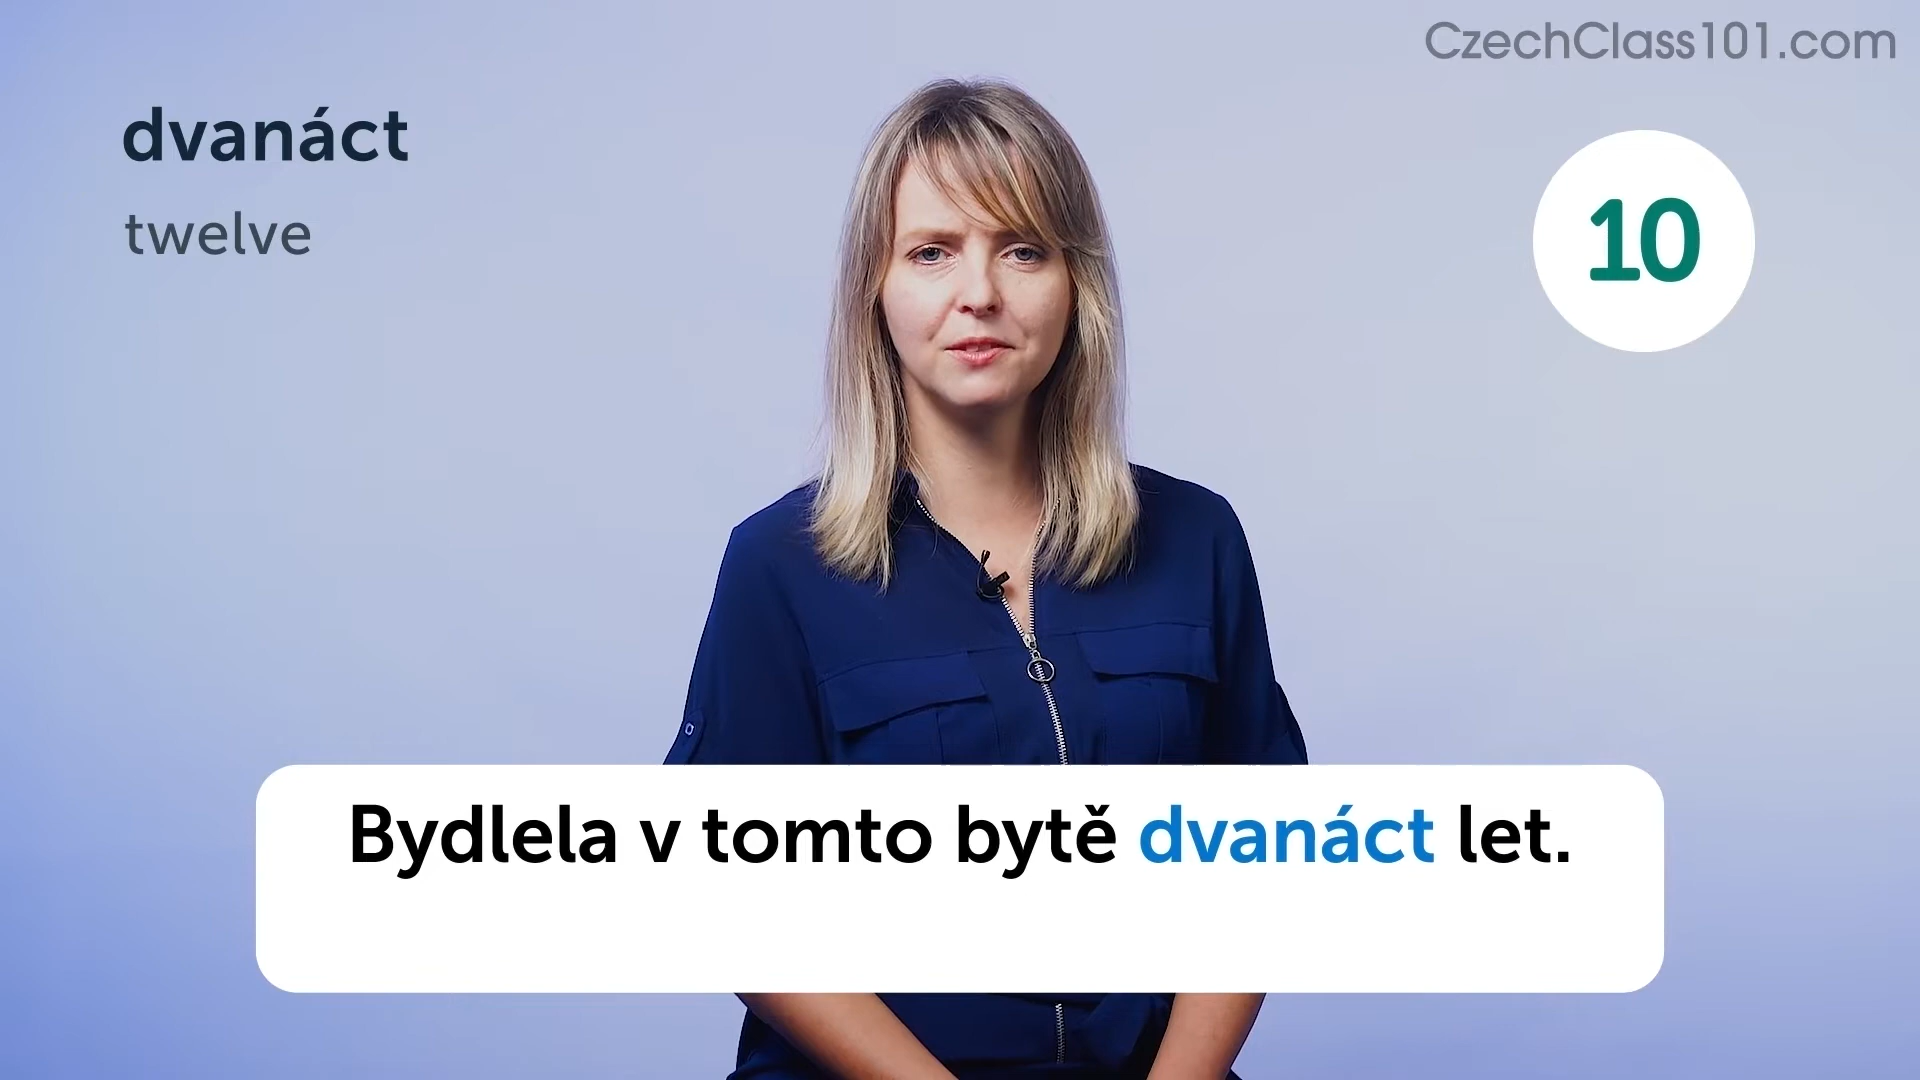 CzechClass101.com
dvanáct
twelve
10
Bydlela v tomto bytě dvanáct let.